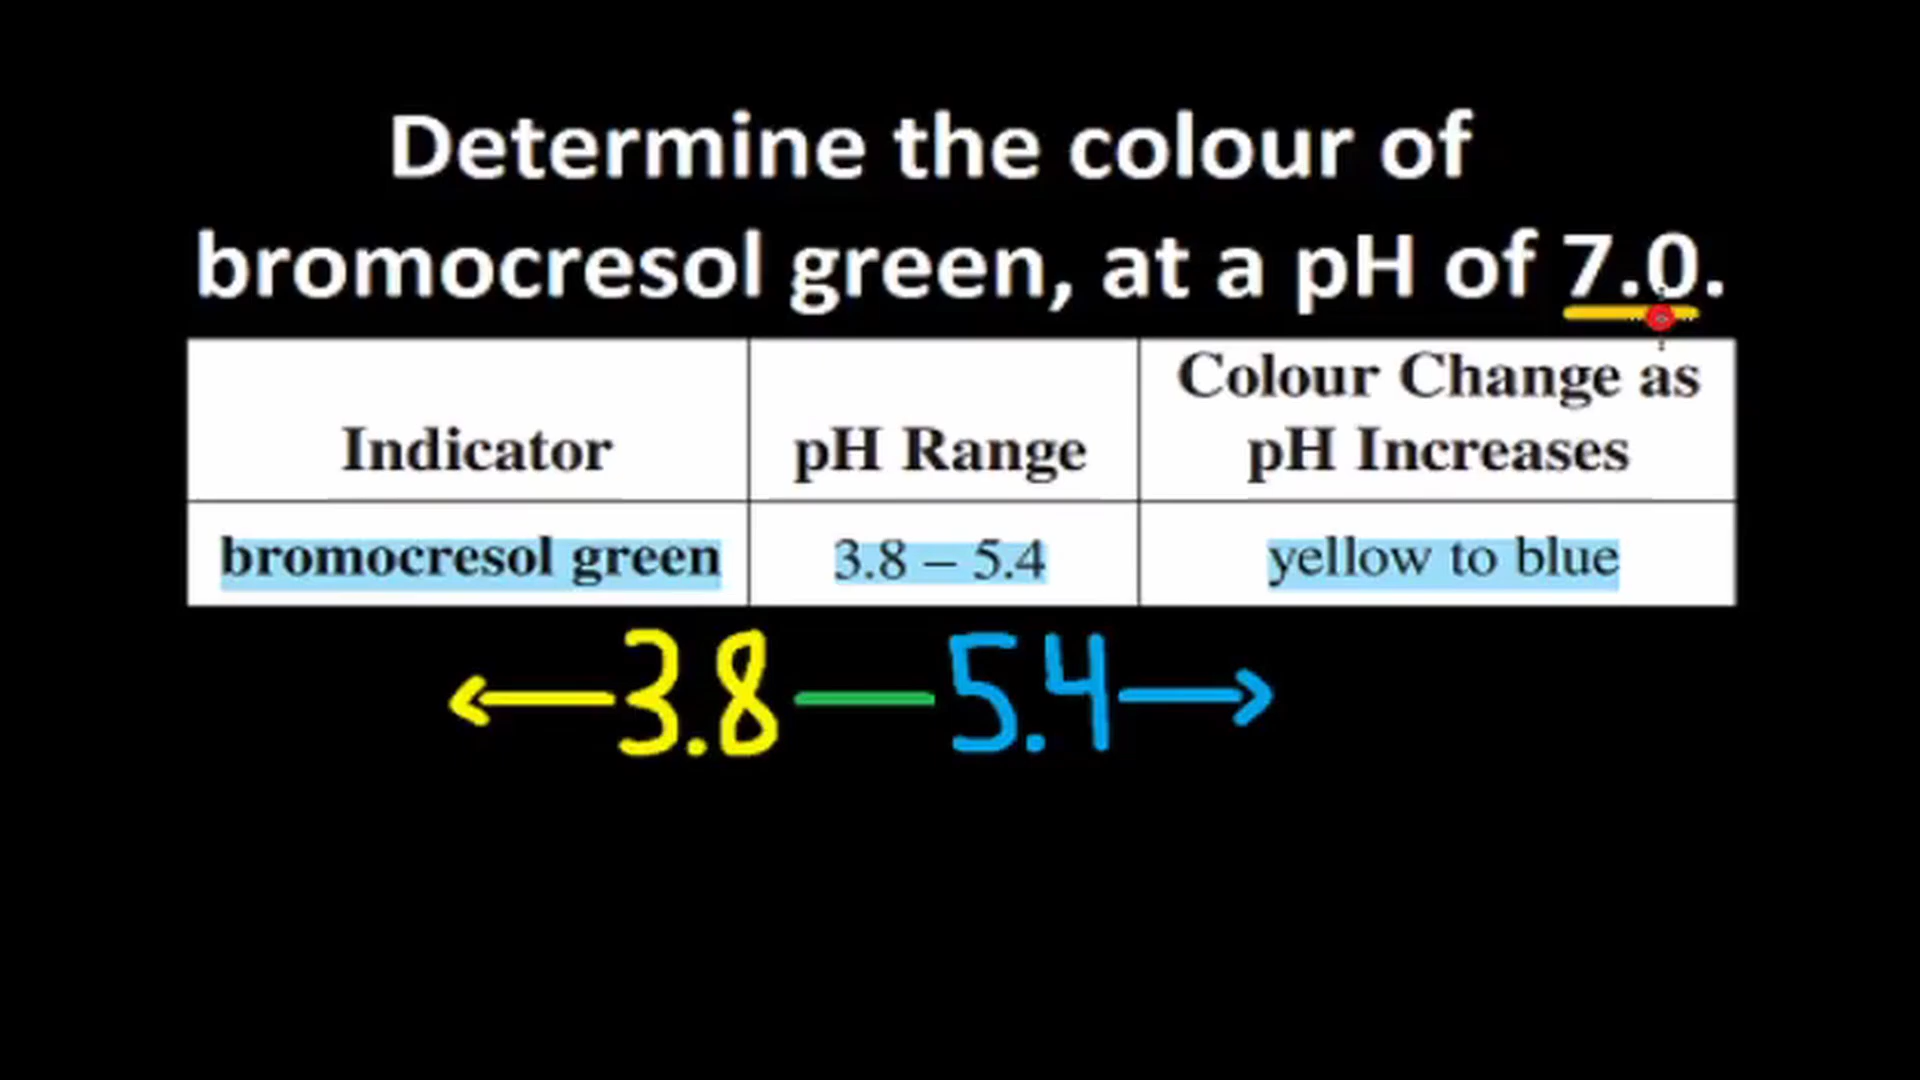 Determine the colour of
bromocresol green, at a pH of 7.0.
Indicator
pH Range
Colour Change as
pH Increases
bromocresol green
3.8 – 5.4
yellow to blue
3.8
5.4